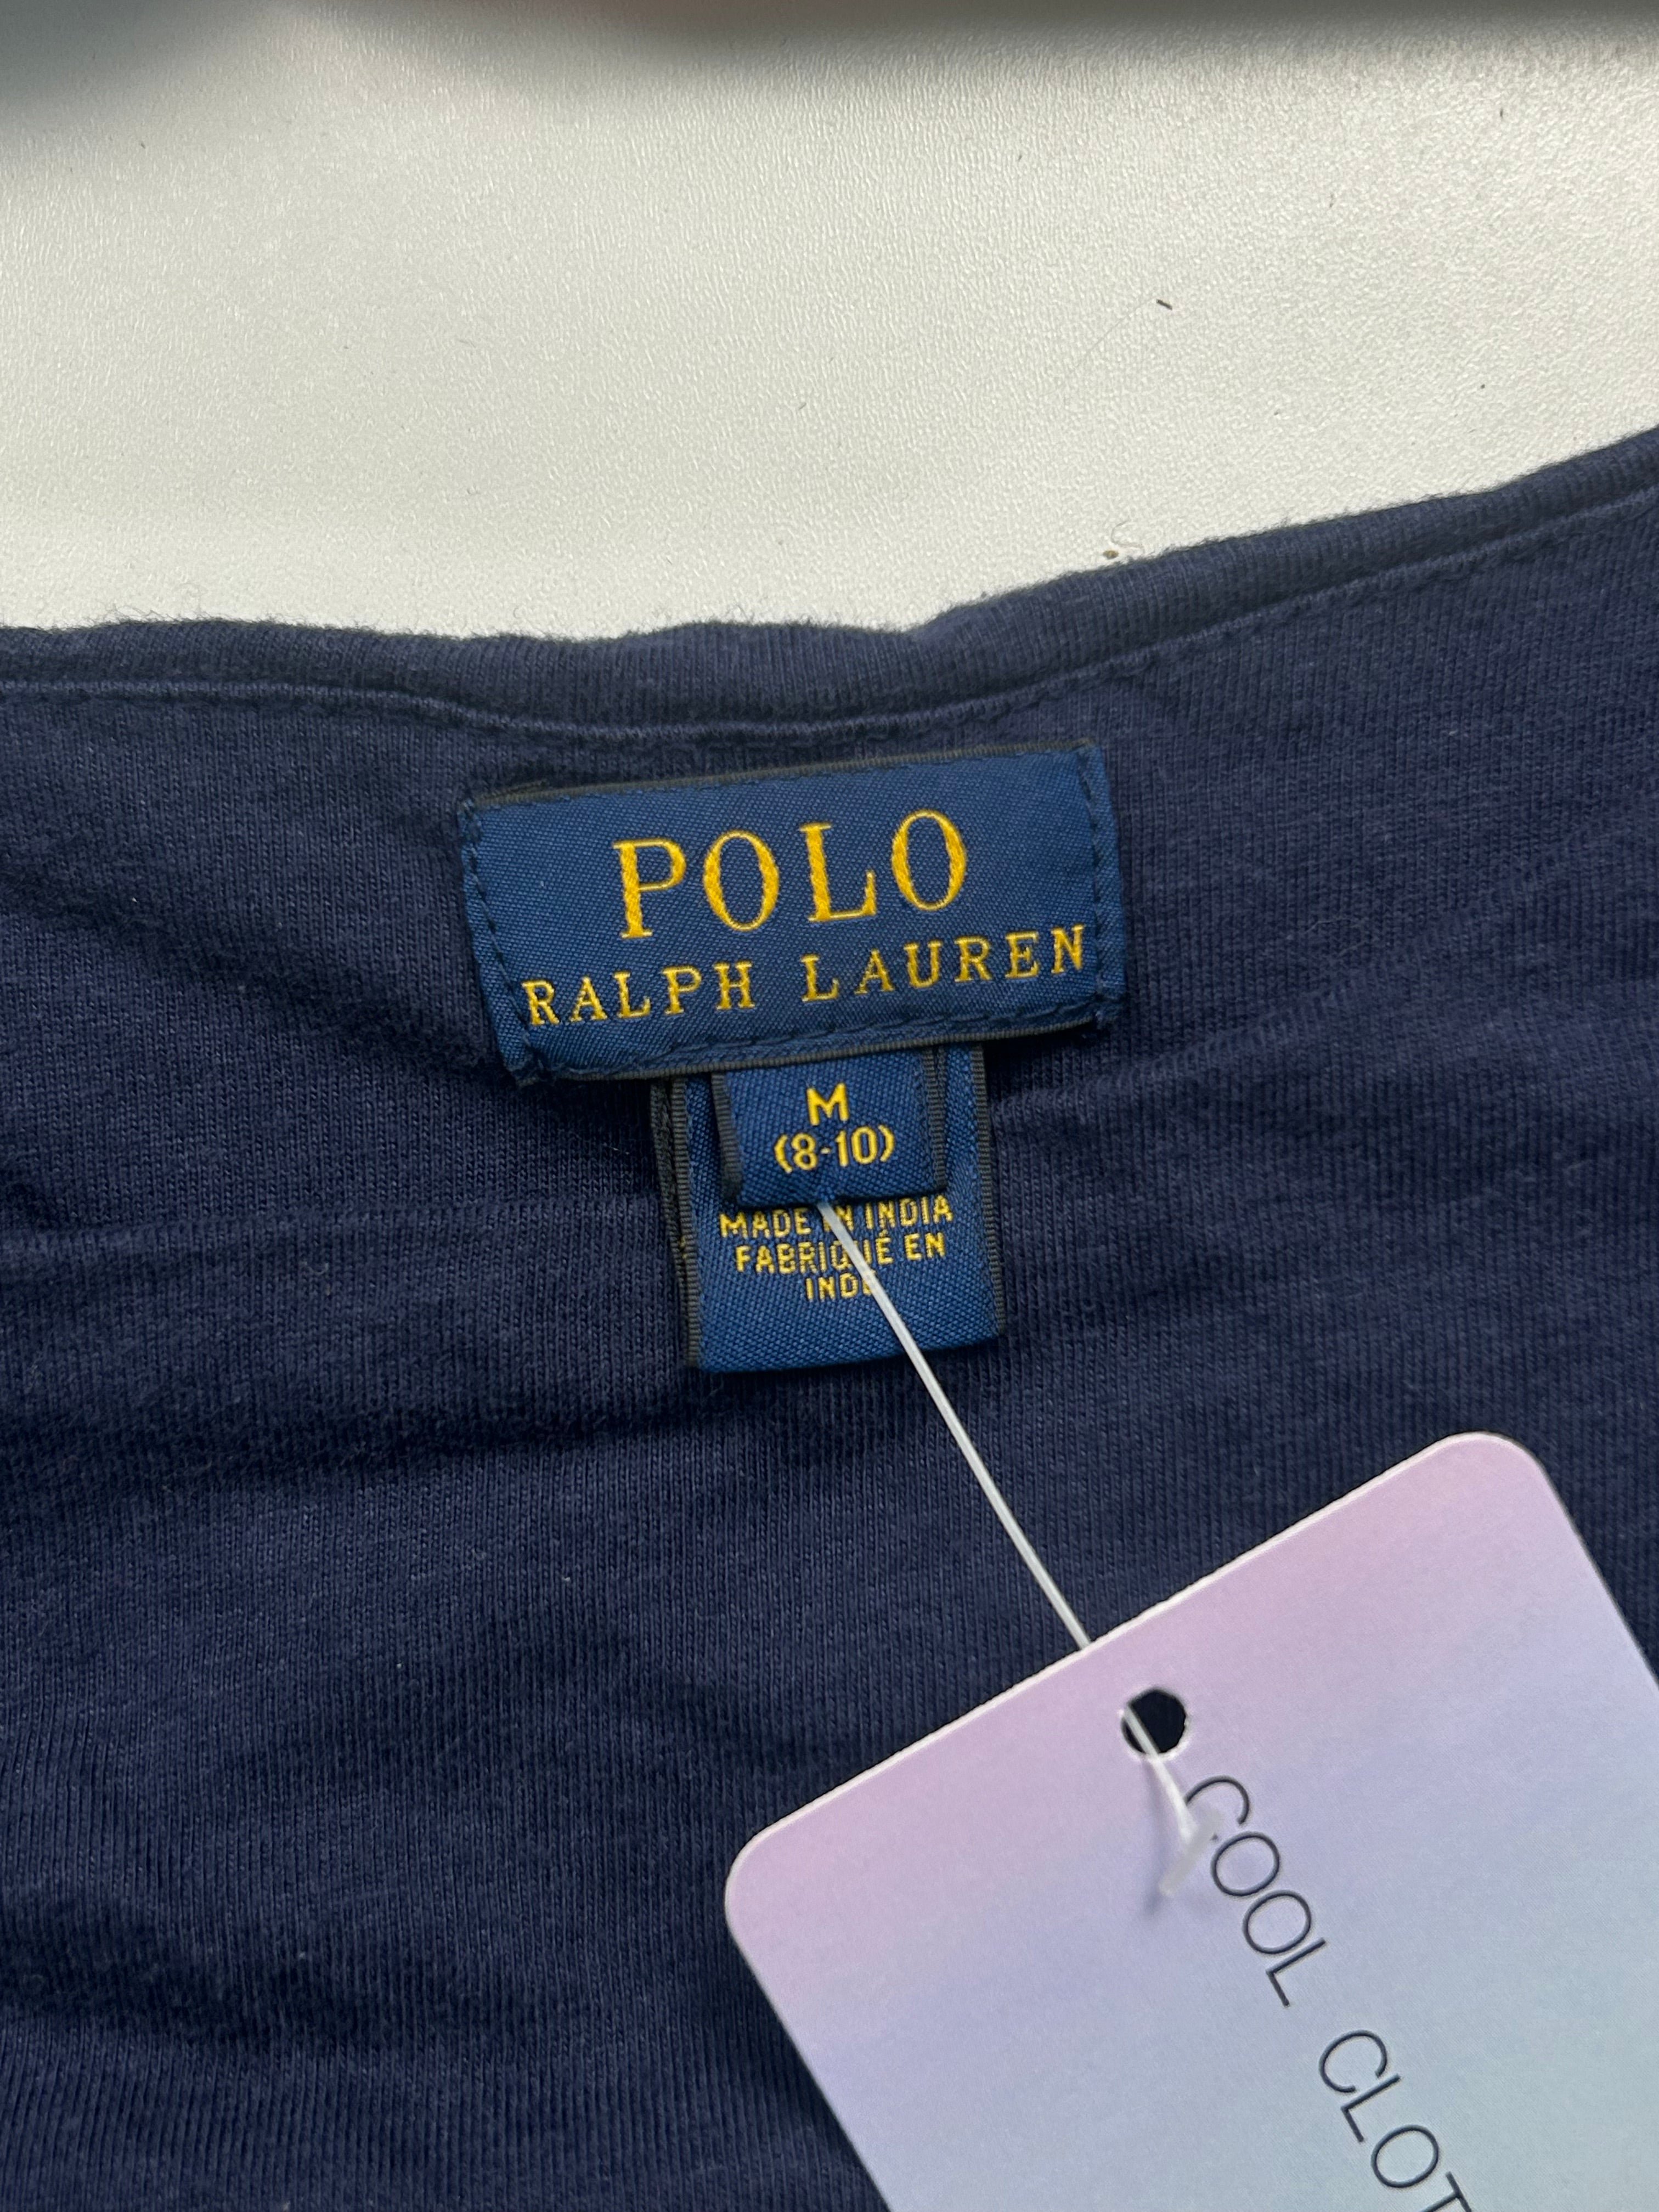 POLO
RALPH LAUREN
M
(8-10)
MADE IN INDIA
FABRIQUÉ EN
INDE
COOL CLOT